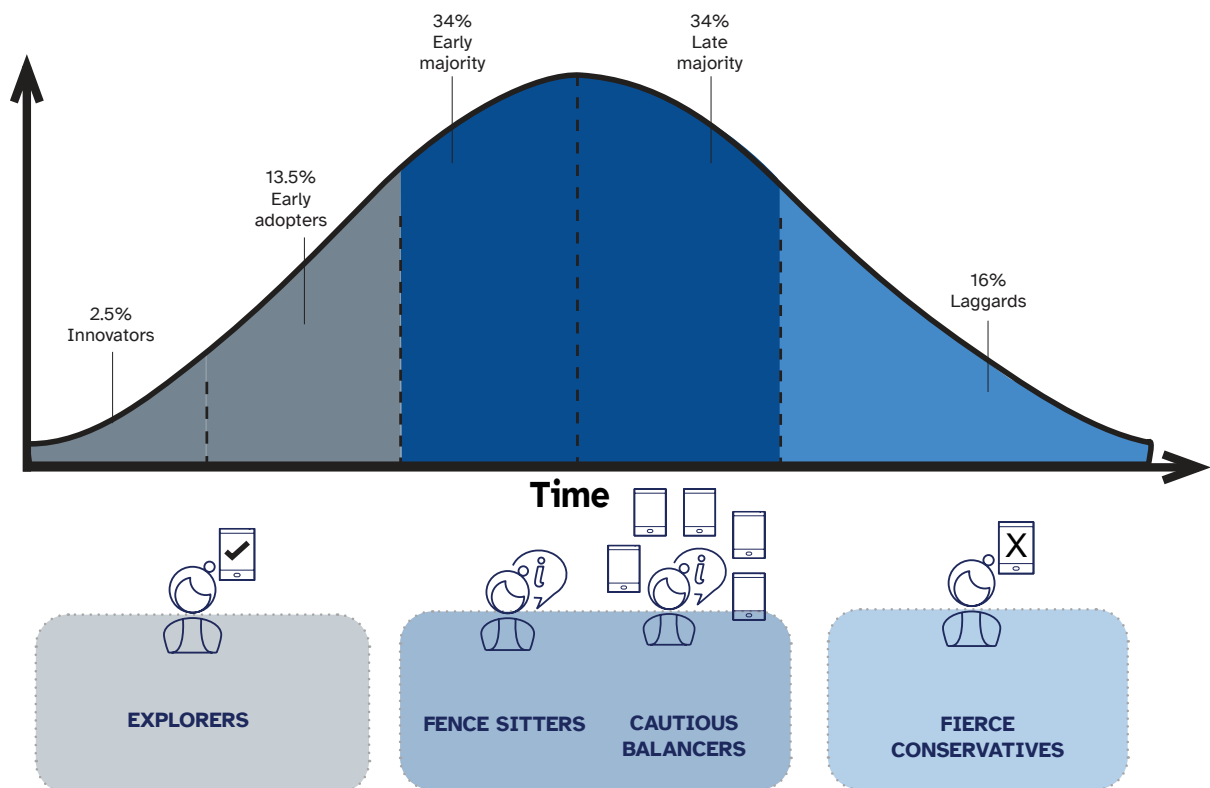 34%
Early
majority
34%
Late
majority
13.5%
Early
adopters
2.5%
Innovators
16%
Laggards
Time
i
i
X
EXPLORERS
FENCE SITTERS
CAUTIOUS
BALANCERS
FIERCE
CONSERVATIVES